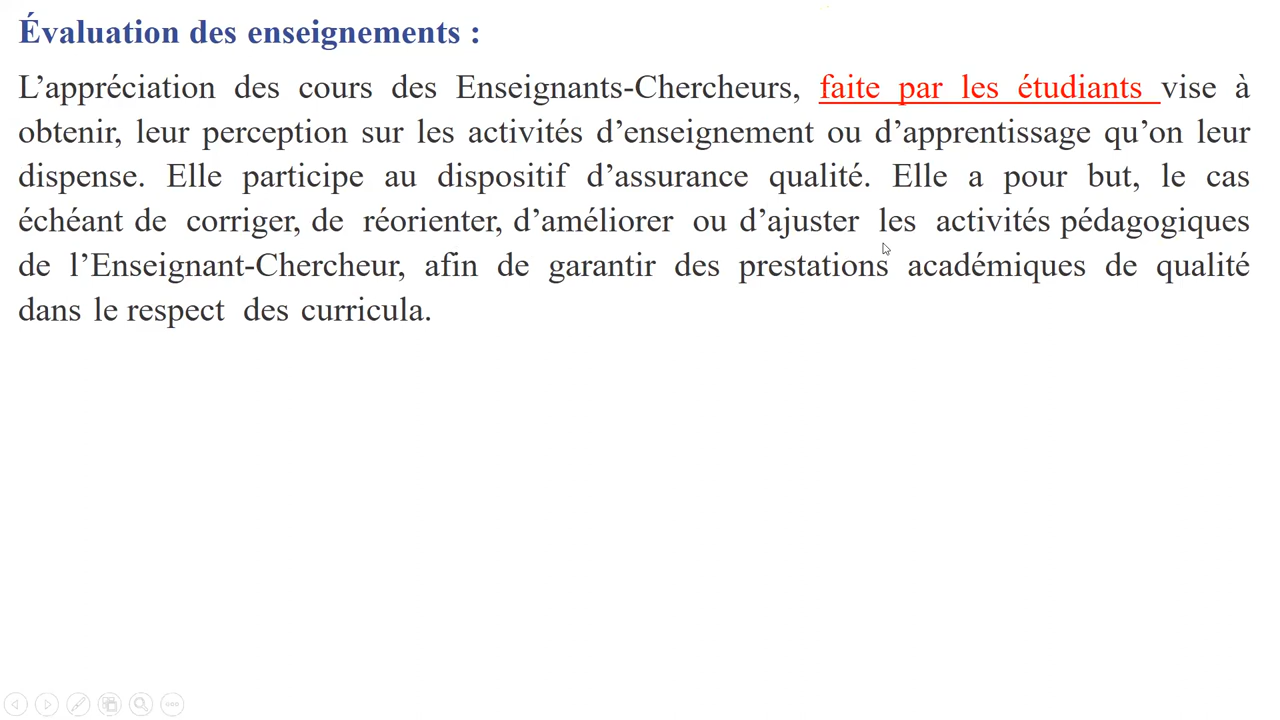 Évaluation des enseignements :
L’appréciation des cours des Enseignants-Chercheurs, faite par les étudiants vise à
obtenir, leur perception sur les activités d’enseignement ou d’apprentissage qu’on leur
dispense. Elle participe au dispositif d’assurance qualité. Elle a pour but, le cas
échéant de corriger, de réorienter, d’améliorer ou d’ajuster les activités pédagogiques
de l’Enseignant-Chercheur, afin de garantir des prestations académiques de qualité
dans le respect des curricula.